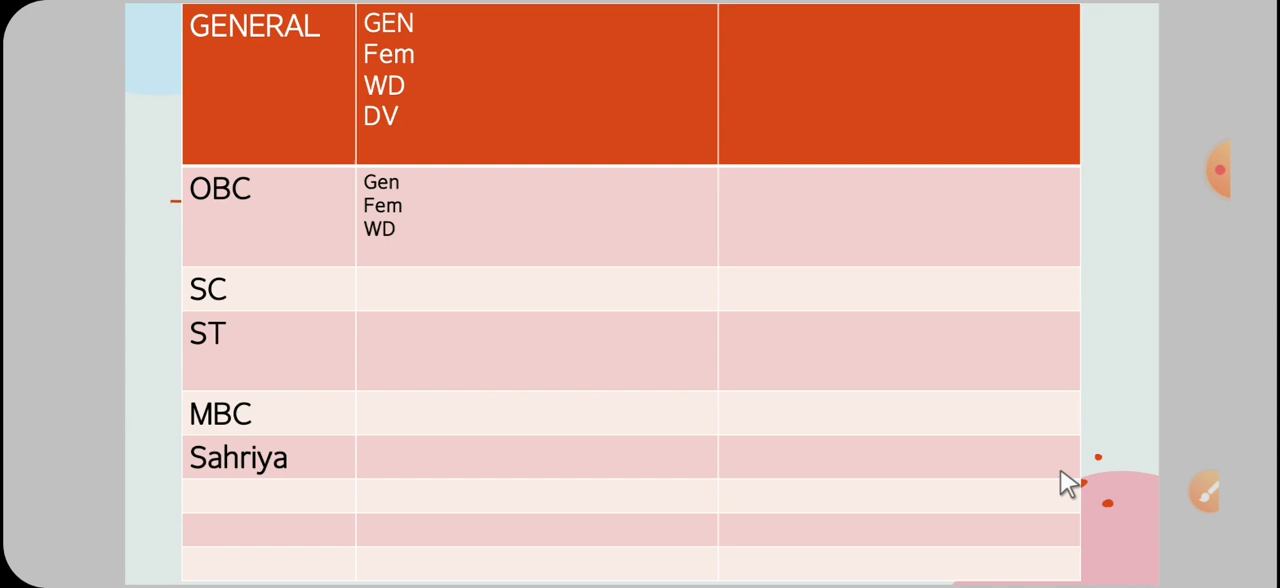 GENERAL
GEN
Fem
WD
DV
OBC
Gen
Fem
WD
SC
ST
MBC
Sahriya